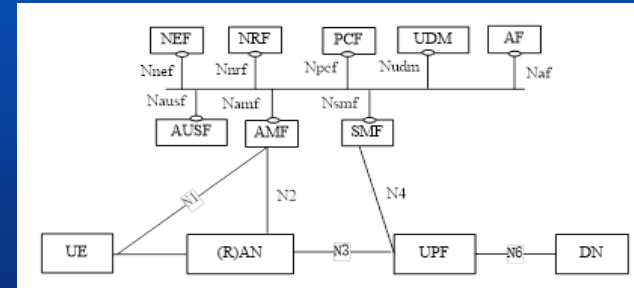 NEF NRF PCF UDM AF
Nnef Nnrf Npcf Nudm Naf
Nausf Namf Nsmf
AUSF AMF SMF
N1 N2 N4
UE (R)AN N3 UPF N6 DN